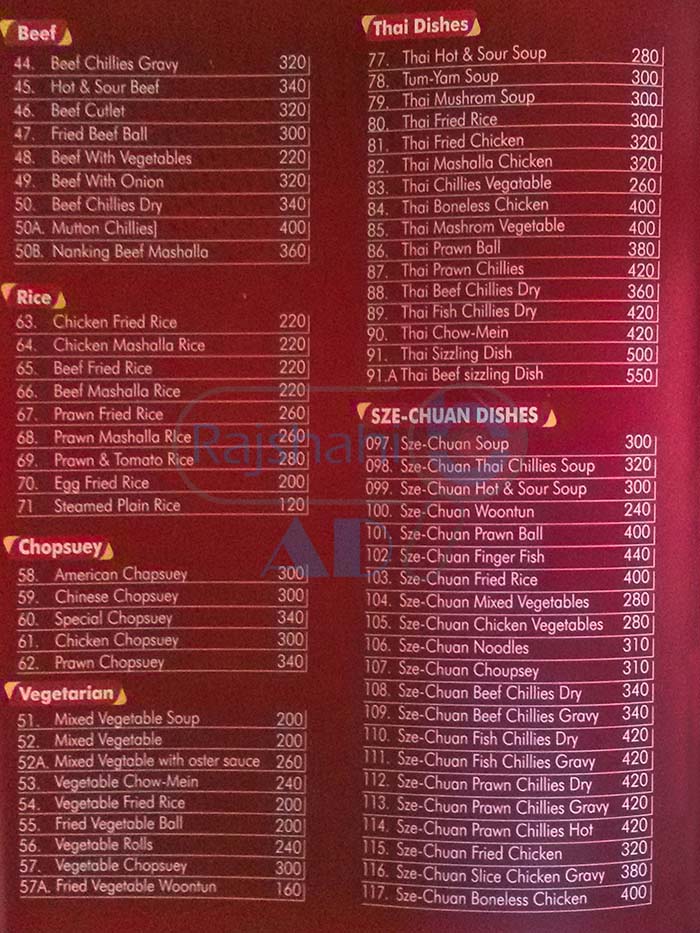 Beef
44. Beef Chillies Gravy 320
45. Hot & Sour Beef 340
46. Beef Cutlet 320
47. Fried Beef Ball 300
48. Beef With Vegetables 220
49. Beef With Onion 320
50. Beef Chillies Dry 340
50A. Mutton Chillies] 400
50B. Nanking Beef Mashalla 360
Rice
63. Chicken Fried Rice 220
64. Chicken Mashalla Rice 220
65. Beef Fried Rice 220
66. Beef Mashalla Rice 220
67. Prawn Fried Rice 260
68. Prawn Mashalla Rice 260
69. Prawn & Tomato Rice 280
70. Egg Fried Rice 200
71 Steamed Plain Rice 120
Chopsuey
58. American Chapsuey 300
59. Chinese Chopsuey 300
60. Special Chopsuey 340
61. Chicken Chopsuey 300
62. Prawn Chopsuey 340
Vegetarian
51. Mixed Vegetable Soup 200
52. Mixed Vegetable 200
52A. Mixed Vegtable with oster sauce 260
53. Vegetable Chow-Mein 240
54. Vegetable Fried Rice 200
55. Fried Vegetable Ball 200
56. Vegetable Rolls 240
57. Vegetable Chopsuey 300
57A. Fried Vegetable Woontun 160
Thai Dishes
77. Thai Hot & Sour Soup 280
78. Tum-Yam Soup 300
79. Thai Mushrom Soup 300
80. Thai Fried Rice 300
81. Thai Fried Chicken 320
82. Thai Mashalla Chicken 320
83. Thai Chillies Vegatable 260
84. Thai Boneless Chicken 400
85. Thai Mashrom Vegetable 400
86. Thai Prawn Ball 380
87. Thai Prawn Chillies 420
88. Thai Beef Chillies Dry 360
89. Thai Fish Chillies Dry 420
90. Thai Chow-Mein 420
91. Thai Sizzling Dish 500
91.A Thai Beef sizzling Dish 550
SZE-CHUAN DISHES
097. Sze-Chuan Soup 300
098. Sze-Chuan Thai Chillies Soup 320
099. Sze-Chuan Hot & Sour Soup 300
100. Sze-Chuan Woontun 240
101. Sze-Chuan Prawn Ball 400
102. Sze-Chuan Finger Fish 440
103. Sze-Chuan Fried Rice 400
104. Sze-Chuan Mixed Vegetables 280
105. Sze-Chuan Chicken Vegetables 280
106. Sze-Chuan Noodles 310
107. Sze-Chuan Choupsey 310
108. Sze-Chuan Beef Chillies Dry 340
109. Sze-Chuan Beef Chillies Gravy 340
110. Sze-Chuan Fish Chillies Dry 420
111. Sze-Chuan Fish Chillies Gravy 420
112. Sze-Chuan Prawn Chillies Dry 420
113. Sze-Chuan Prawn Chillies Gravy 420
114. Sze-Chuan Prawn Chillies Hot 420
115. Sze-Chuan Fried Chicken 320
116. Sze-Chuan Slice Chicken Gravy 380
117. Sze-Chuan Boneless Chicken 400
Rajshahi
AD